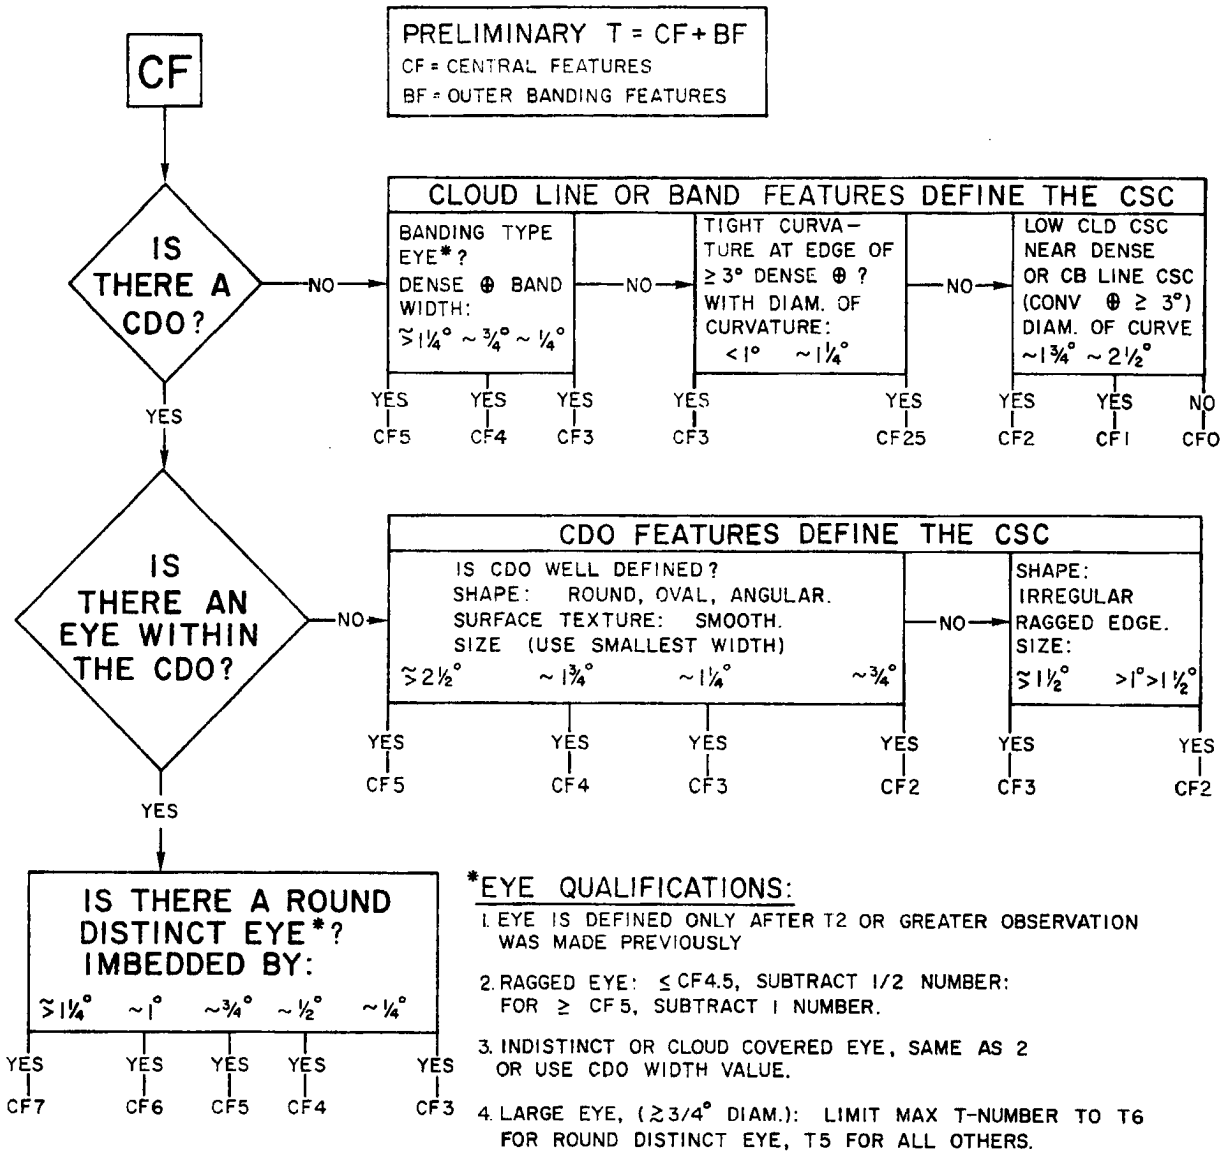 PRELIMINARY T = CF + BF
CF = CENTRAL FEATURES
BF = OUTER BANDING FEATURES
CF
IS
THERE A
CDO?
NO
YES
CLOUD LINE OR BAND FEATURES DEFINE THE CSC
BANDING TYPE
EYE*?
DENSE ⊕ BAND
WIDTH:
≳1¼° ~¾° ~¼°
NO
TIGHT CURVA-
TURE AT EDGE OF
≥3° DENSE ⊕ ?
WITH DIAM. OF
CURVATURE:
<1° ~1¼°
NO
LOW CLD CSC
NEAR DENSE
OR CB LINE CSC
(CONV ⊕ ≥ 3°)
DIAM. OF CURVE
~1¾° ~2½°
YES YES YES YES YES YES YES NO
CF5 CF4 CF3 CF3 CF25 CF2 CF1 CF0
IS
THERE AN
EYE WITHIN
THE CDO?
NO
YES
CDO FEATURES DEFINE THE CSC
IS CDO WELL DEFINED?
SHAPE: ROUND, OVAL, ANGULAR.
SURFACE TEXTURE: SMOOTH.
SIZE (USE SMALLEST WIDTH)
≳2½° ~1¾° ~1¼° ~¾°
NO
SHAPE:
IRREGULAR
RAGGED EDGE.
SIZE:
≳1½° >1°>1½°
YES YES YES YES YES YES
CF5 CF4 CF3 CF2 CF3 CF2
IS THERE A ROUND
DISTINCT EYE*?
IMBEDDED BY:
≳1¼° ~1° ~¾° ~½° ~¼°
YES YES YES YES YES
CF7 CF6 CF5 CF4 CF3
*EYE QUALIFICATIONS:
1. EYE IS DEFINED ONLY AFTER T2 OR GREATER OBSERVATION
WAS MADE PREVIOUSLY
2. RAGGED EYE: ≤ CF4.5, SUBTRACT 1/2 NUMBER:
FOR ≥ CF5, SUBTRACT 1 NUMBER.
3. INDISTINCT OR CLOUD COVERED EYE, SAME AS 2
OR USE CDO WIDTH VALUE.
4. LARGE EYE, (≳3/4° DIAM.): LIMIT MAX T-NUMBER TO T6
FOR ROUND DISTINCT EYE, T5 FOR ALL OTHERS.